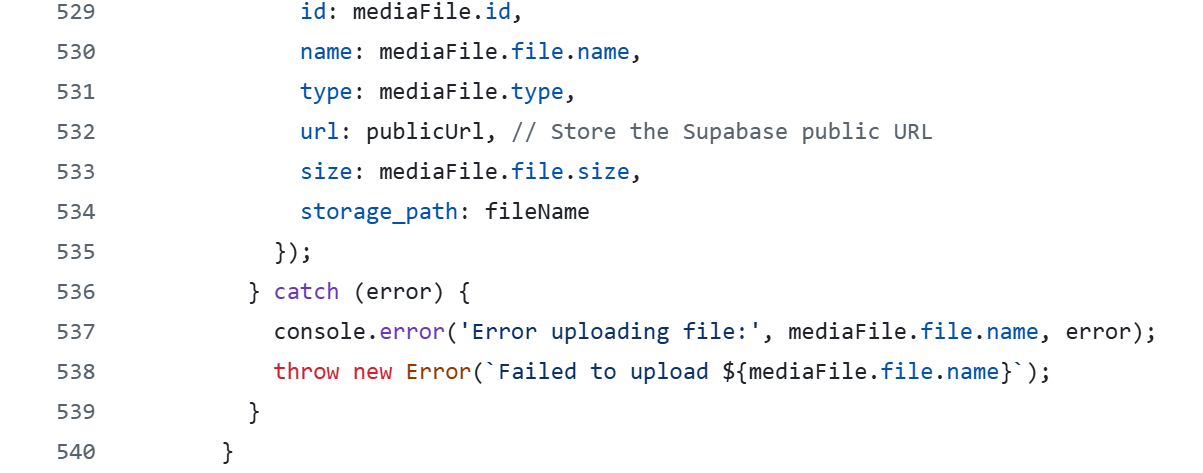 529 id: mediaFile.id,
530 name: mediaFile.file.name,
531 type: mediaFile.type,
532 url: publicUrl, // Store the Supabase public URL
533 size: mediaFile.file.size,
534 storage_path: fileName
535 });
536 } catch (error) {
537 console.error('Error uploading file:', mediaFile.file.name, error);
538 throw new Error(`Failed to upload ${mediaFile.file.name}`);
539 }
540 }